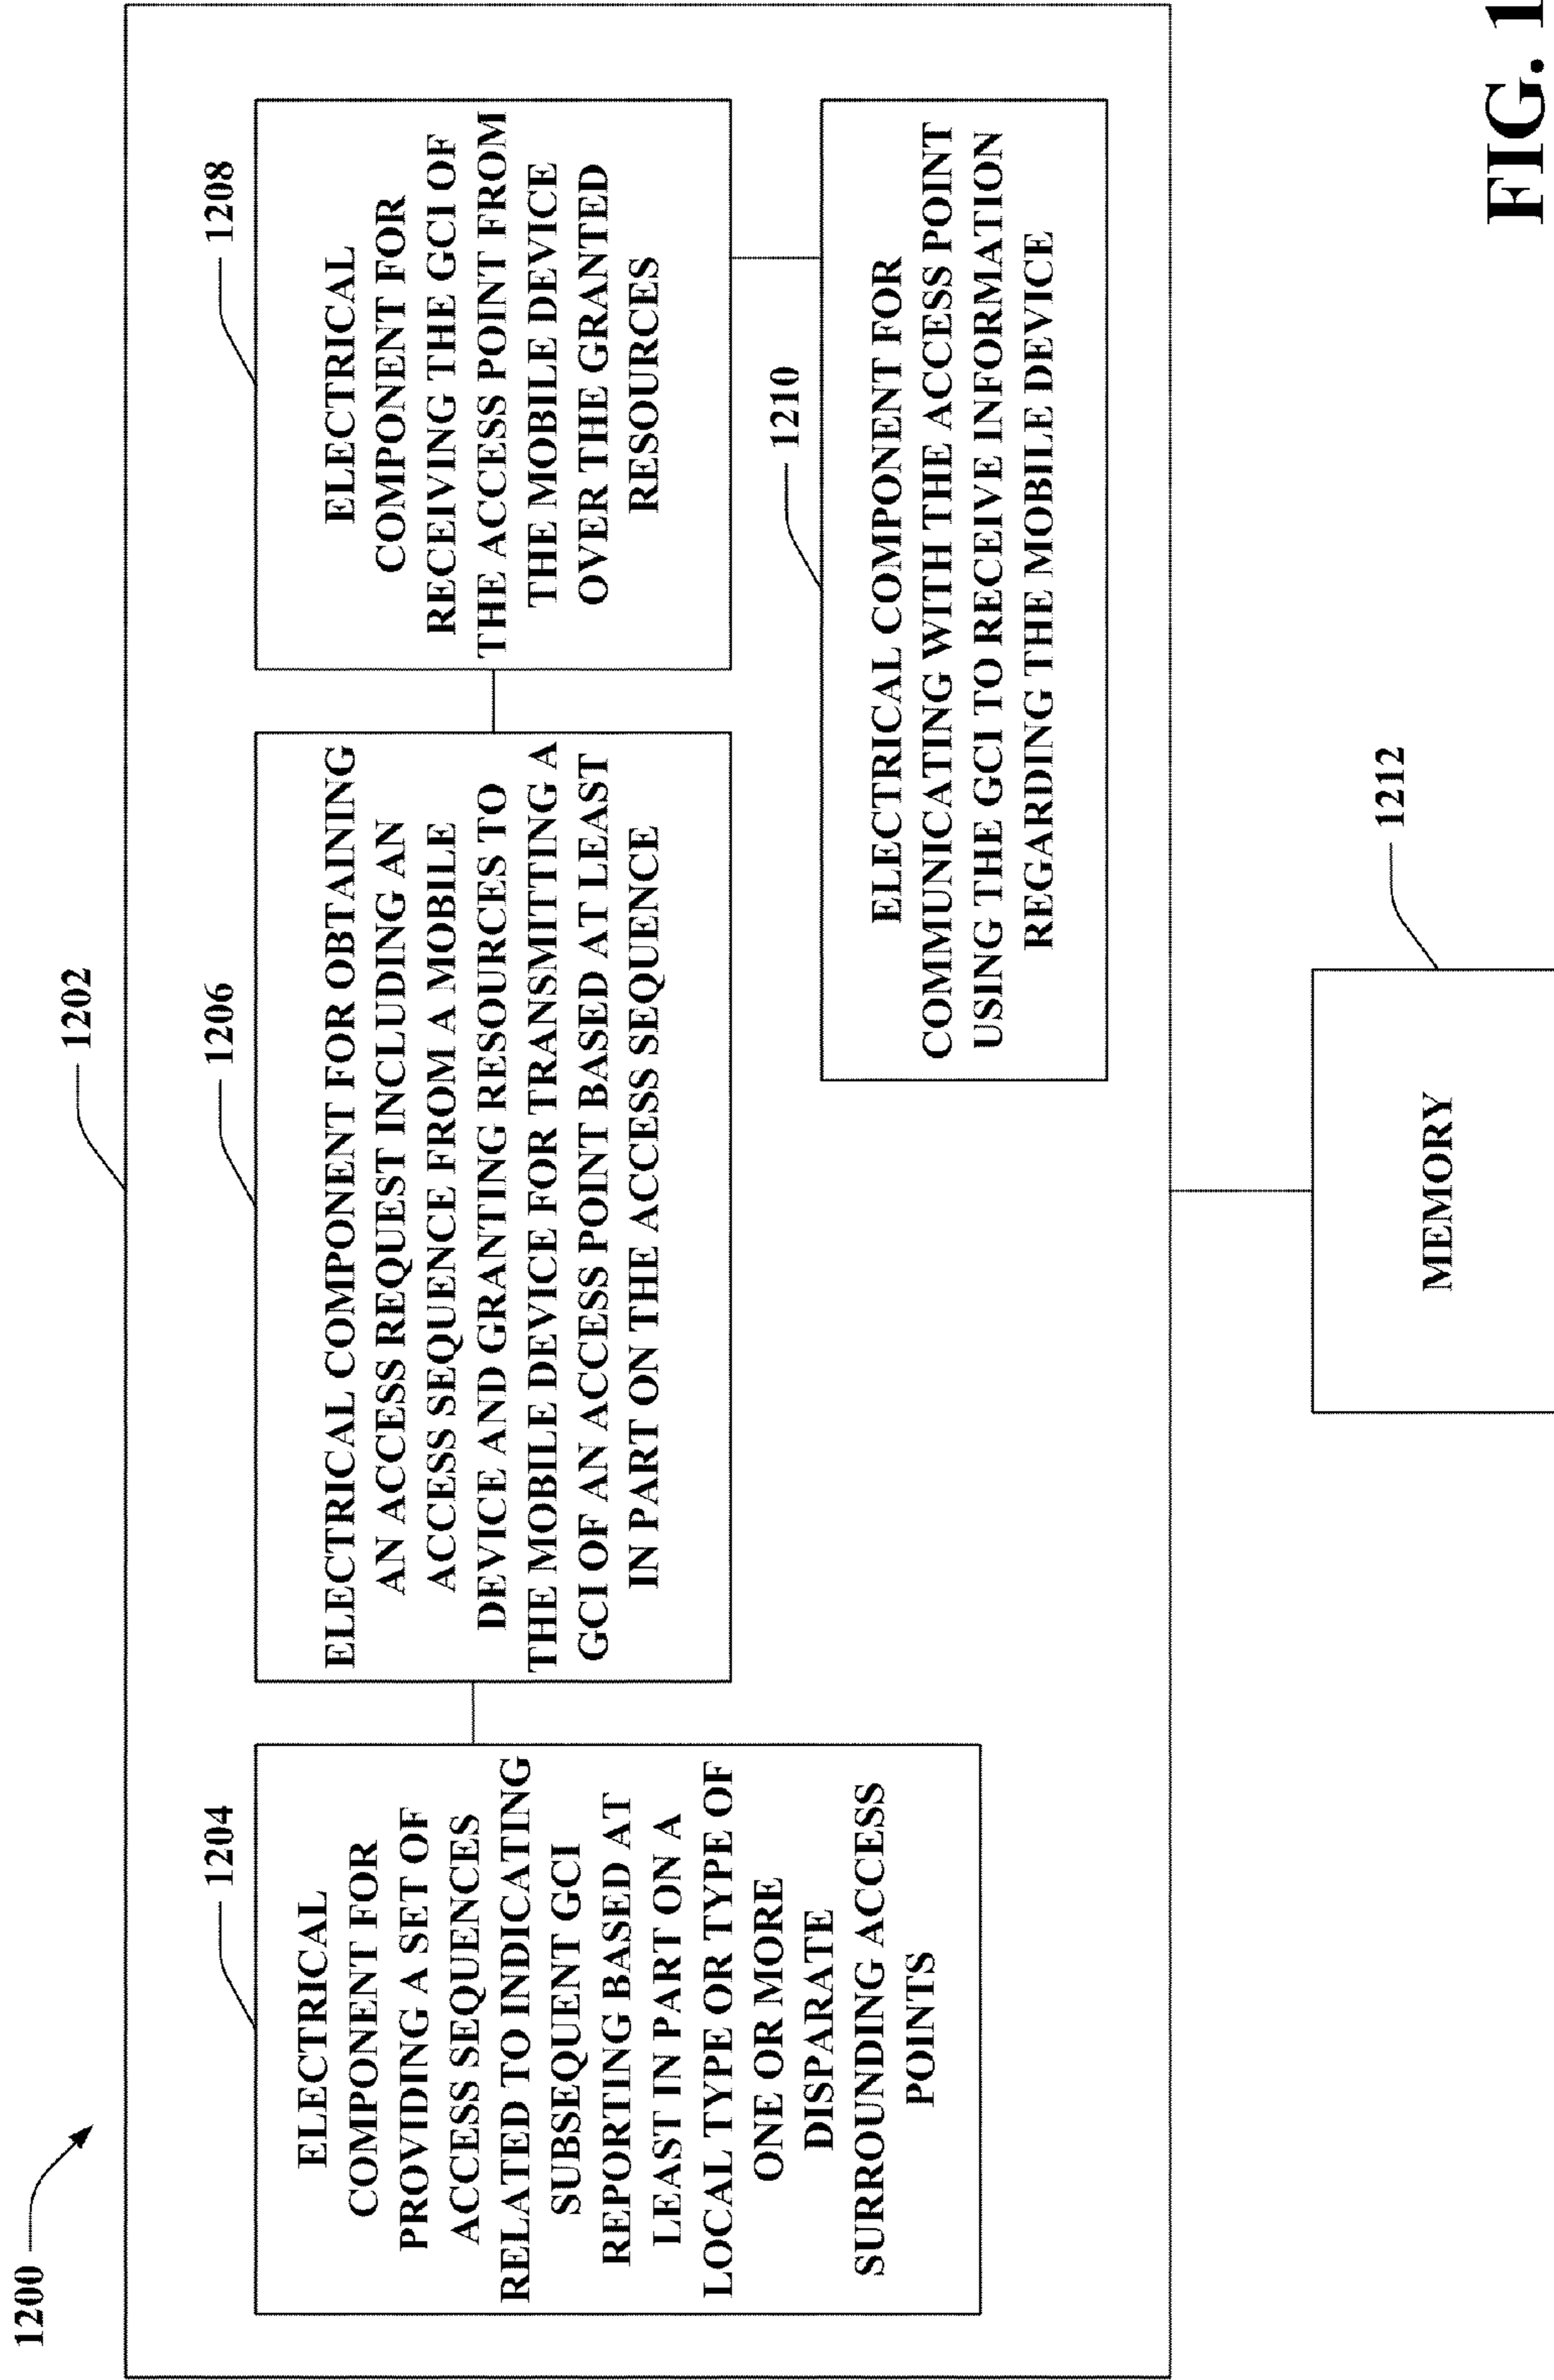 1200
1202
1204
ELECTRICAL
COMPONENT FOR
PROVIDING A SET OF
ACCESS SEQUENCES
RELATED TO INDICATING
SUBSEQUENT GCI
REPORTING BASED AT
LEAST IN PART ON A
LOCAL TYPE OR TYPE OF
ONE OR MORE
DISPARATE
SURROUNDING ACCESS
POINTS
1206
ELECTRICAL COMPONENT FOR OBTAINING
AN ACCESS REQUEST INCLUDING AN
ACCESS SEQUENCE FROM A MOBILE
DEVICE AND GRANTING RESOURCES TO
THE MOBILE DEVICE FOR TRANSMITTING A
GCI OF AN ACCESS POINT BASED AT LEAST
IN PART ON THE ACCESS SEQUENCE
1208
ELECTRICAL
COMPONENT FOR
RECEIVING THE GCI OF
THE ACCESS POINT FROM
THE MOBILE DEVICE
OVER THE GRANTED
RESOURCES
1210
ELECTRICAL COMPONENT FOR
COMMUNICATING WITH THE ACCESS POINT
USING THE GCI TO RECEIVE INFORMATION
REGARDING THE MOBILE DEVICE
1212
MEMORY
FIG. 1